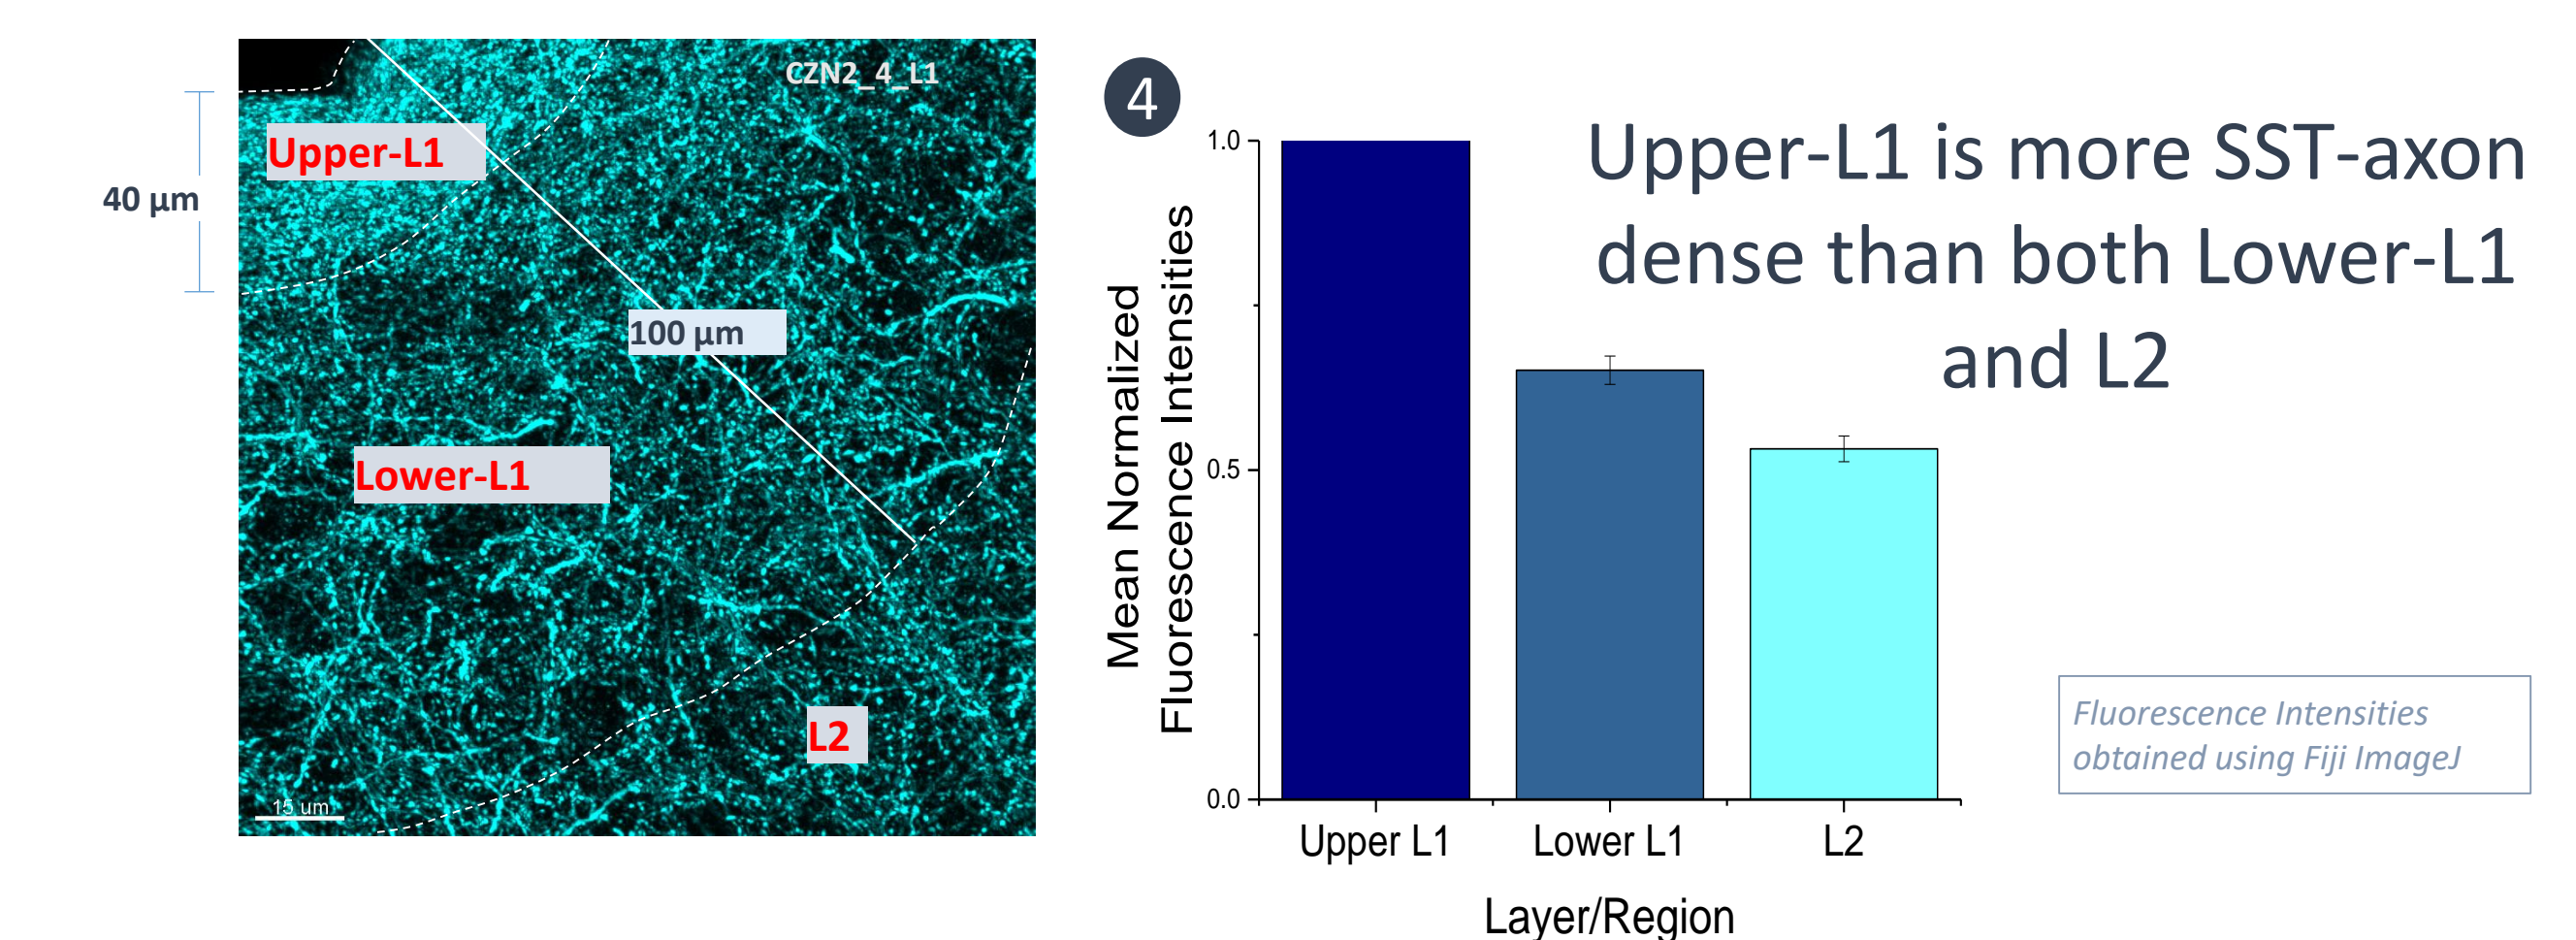 CZN2_4_L1
Upper-L1
40 µm
100 µm
Lower-L1
L2
15 um
4
Upper-L1 is more SST-axon
dense than both Lower-L1
and L2
Mean Normalized
Fluorescence Intensities
1.0
0.5
0.0
Upper L1
Lower L1
L2
Layer/Region
Fluorescence Intensities
obtained using Fiji ImageJ